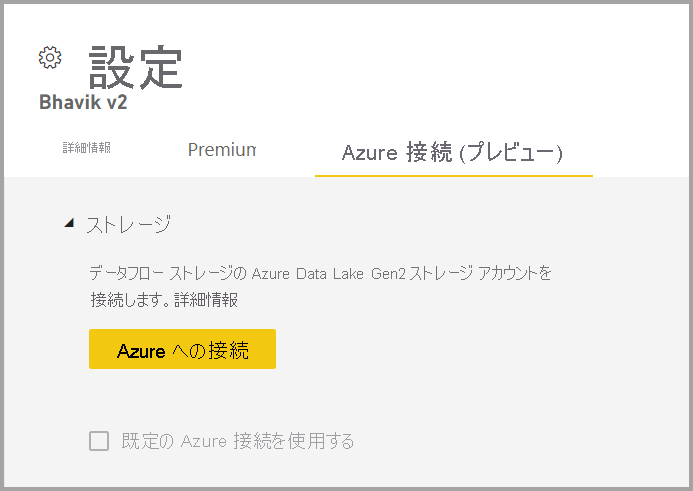 設定
Bhavik v2
詳細情報 Premium Azure 接続 (プレビュー)
ストレージ
データフロー ストレージの Azure Data Lake Gen2 ストレージ アカウントを
接続します。詳細情報
Azure への接続
既定の Azure 接続を使用する